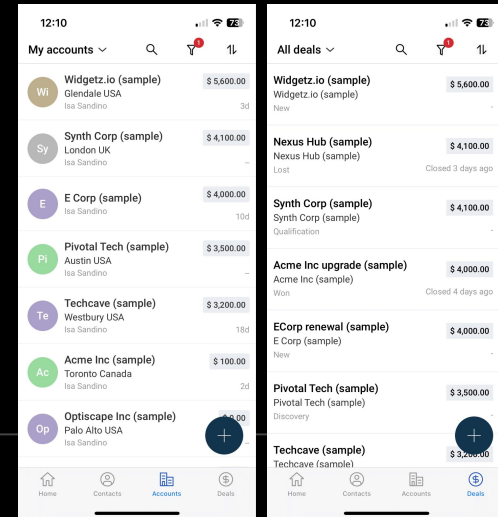 12:10
73
My accounts
1
Wi
Widgetz.io (sample)
$ 5,600.00
Glendale USA
Isa Sandino
3d
Sy
Synth Corp (sample)
$ 4,100.00
London UK
Isa Sandino
--
E
E Corp (sample)
$ 4,000.00
Isa Sandino
10d
Pi
Pivotal Tech (sample)
$ 3,500.00
Austin USA
Isa Sandino
--
Te
Techcave (sample)
$ 3,200.00
Westbury USA
Isa Sandino
18d
Ac
Acme Inc (sample)
$ 100.00
Toronto Canada
Isa Sandino
2d
Op
Optiscape Inc (sample)
Palo Alto USA
Isa Sandino
+
Home
Contacts
Accounts
Deals
12:10
73
All deals
1
Widgetz.io (sample)
$ 5,600.00
Widgetz.io (sample)
New
-
Nexus Hub (sample)
$ 4,100.00
Nexus Hub (sample)
Lost
Closed 3 days ago
Synth Corp (sample)
$ 4,100.00
Synth Corp (sample)
Qualification
-
Acme Inc upgrade (sample)
$ 4,000.00
Acme Inc (sample)
Won
Closed 4 days ago
ECorp renewal (sample)
$ 4,000.00
E Corp (sample)
New
-
Pivotal Tech (sample)
$ 3,500.00
Pivotal Tech (sample)
Discovery
-
Techcave (sample)
Techcave (sample)
+
Home
Contacts
Accounts
Deals